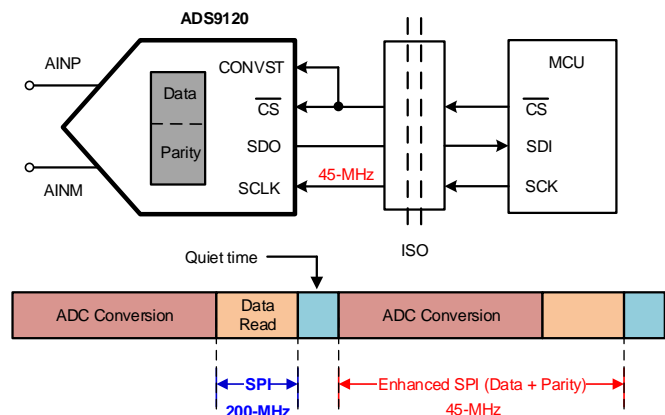 ADS9120
AINP
AINM
Data
Parity
CONVST
CS
SDO
SCLK
45-MHz
ISO
MCU
CS
SDI
SCK
Quiet time
ADC Conversion
Data
Read
ADC Conversion
SPI
200-MHz
Enhanced SPI (Data + Parity)
45-MHz